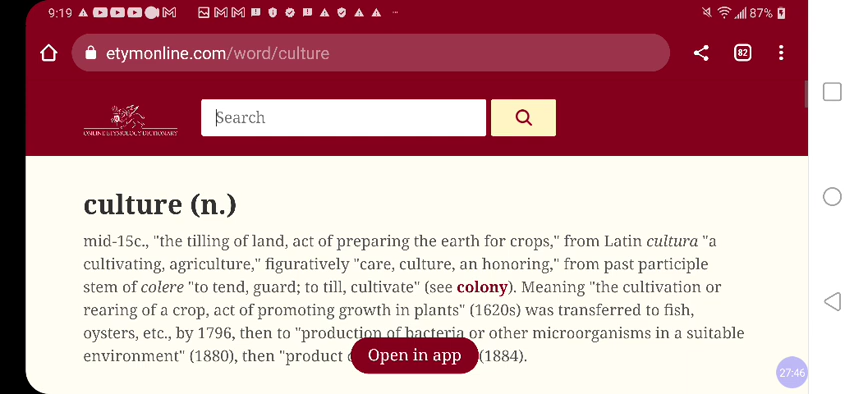 9:19 87%
etymonline.com/word/culture 82
ONLINE ETYMOLOGY DICTIONARY
Search
culture (n.)
mid-15c., "the tilling of land, act of preparing the earth for crops," from Latin cultura "a
cultivating, agriculture," figuratively "care, culture, an honoring," from past participle
stem of colere "to tend, guard; to till, cultivate" (see colony). Meaning "the cultivation or
rearing of a crop, act of promoting growth in plants" (1620s) was transferred to fish,
oysters, etc., by 1796, then to "production of bacteria or other microorganisms in a suitable
environment" (1880), then "product (1884).
Open in app
27:46